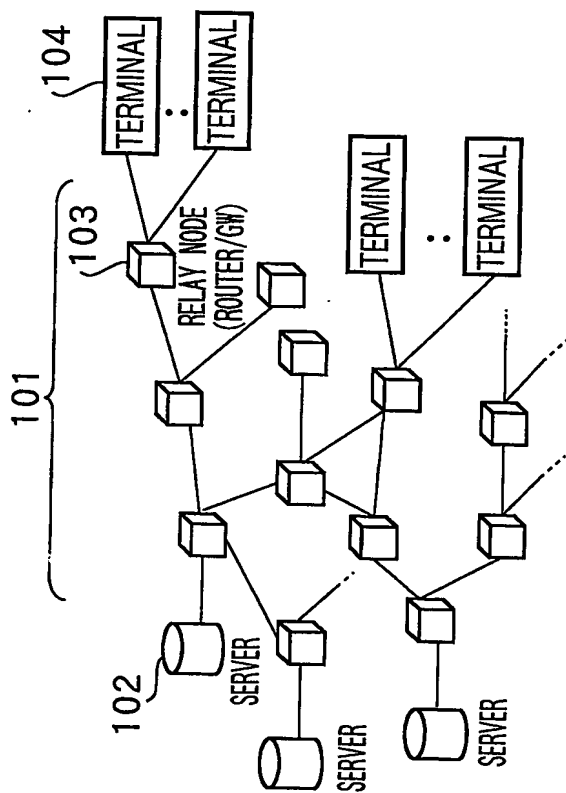 101
102
103
104
TERMINAL
TERMINAL
RELAY NODE
(ROUTER/GW)
SERVER
SERVER
SERVER
TERMINAL
TERMINAL